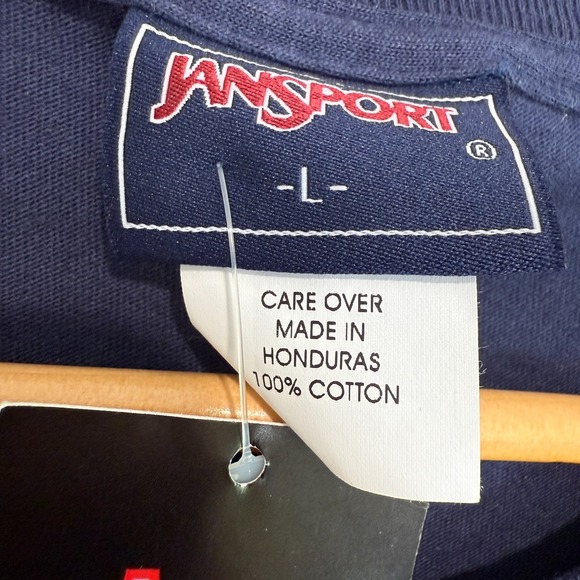 JANSPORT
®
-L-
CARE OVER
MADE IN
HONDURAS
100% COTTON